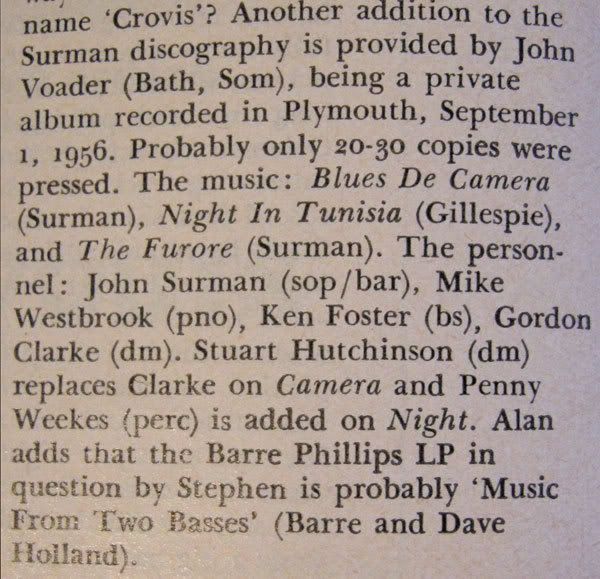 name 'Crovis'? Another addition to the
Surman discography is provided by John
Voader (Bath, Som), being a private
album recorded in Plymouth, September
1, 1956. Probably only 20-30 copies were
pressed. The music: Blues De Camera
(Surman), Night In Tunisia (Gillespie),
and The Furore (Surman). The person-
nel: John Surman (sop/bar), Mike
Westbrook (pno), Ken Foster (bs), Gordon
Clarke (dm). Stuart Hutchinson (dm)
replaces Clarke on Camera and Penny
Weekes (perc) is added on Night. Alan
adds that the Barre Phillips LP in
question by Stephen is probably 'Music
From Two Basses' (Barre and Dave
Holland).